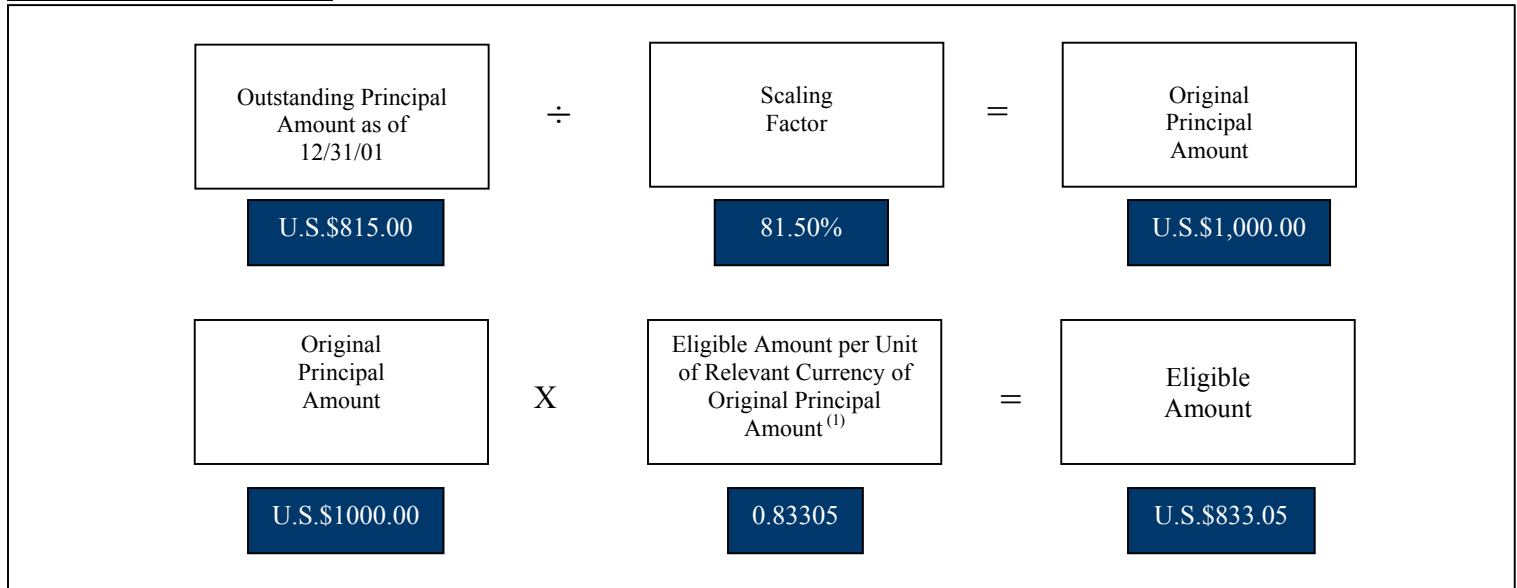 Outstanding Principal
Amount as of
12/31/01
÷
Scaling
Factor
=
Original
Principal
Amount
U.S.$815.00
81.50%
U.S.$1,000.00
Original
Principal
Amount
X
Eligible Amount per Unit
of Relevant Currency of
Original Principal
Amount (1)
=
Eligible
Amount
U.S.$1000.00
0.83305
U.S.$833.05